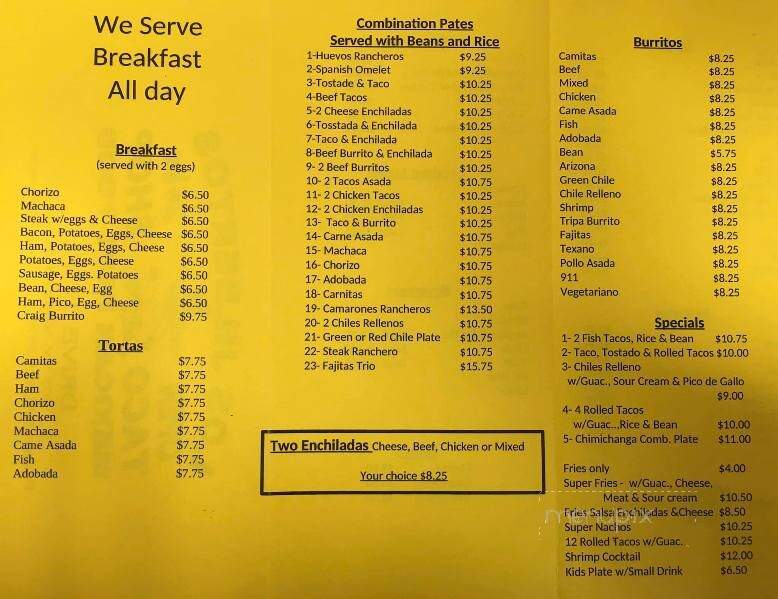 We Serve
Breakfast
All day
Breakfast
(served with 2 eggs)
Chorizo $6.50
Machaca $6.50
Steak w/eggs & Cheese $6.50
Bacon, Potatoes, Eggs, Cheese $6.50
Ham, Potatoes, Eggs, Cheese $6.50
Potatoes, Eggs, Cheese $6.50
Sausage, Eggs. Potatoes $6.50
Bean, Cheese, Egg $6.50
Ham, Pico, Egg, Cheese $6.50
Craig Burrito $9.75
Tortas
Camitas $7.75
Beef $7.75
Ham $7.75
Chorizo $7.75
Chicken $7.75
Machaca $7.75
Came Asada $7.75
Fish $7.75
Adobada $7.75
Combination Pates
Served with Beans and Rice
1-Huevos Rancheros $9.25
2-Spanish Omelet $9.25
3-Tostade & Taco $10.25
4-Beef Tacos $10.25
5-2 Cheese Enchiladas $10.25
6-Tosstada & Enchilada $10.25
7-Taco & Enchilada $10.25
8-Beef Burrito & Enchilada $10.25
9- 2 Beef Burritos $10.25
10- 2 Tacos Asada $10.75
11- 2 Chicken Tacos $10.25
12- 2 Chicken Enchiladas $10.25
13- Taco & Burrito $10.25
14- Carne Asada $10.75
15- Machaca $10.75
16- Chorizo $10.75
17- Adobada $10.75
18- Carnitas $10.75
19- Camarones Rancheros $13.50
20- 2 Chiles Rellenos $10.75
21- Green or Red Chile Plate $10.75
22- Steak Ranchero $10.75
23- Fajitas Trio $15.75
Two Enchiladas Cheese, Beef, Chicken or Mixed
Your choice $8.25
Burritos
Camitas $8.25
Beef $8.25
Mixed $8.25
Chicken $8.25
Came Asada $8.25
Fish $8.25
Adobada $8.25
Bean $5.75
Arizona $8.25
Green Chile $8.25
Chile Relleno $8.25
Shrimp $8.25
Tripa Burrito $8.25
Fajitas $8.25
Texano $8.25
Pollo Asada $8.25
911 $8.25
Vegetariano $8.25
Specials
1- 2 Fish Tacos, Rice & Bean $10.75
2- Taco, Tostado & Rolled Tacos $10.00
3- Chiles Relleno
w/Guac., Sour Cream & Pico de Gallo
$9.00
4- 4 Rolled Tacos
w/Guac..,Rice & Bean $10.00
5- Chimichanga Comb. Plate $11.00
Fries only $4.00
Super Fries - w/Guac., Cheese,
Meat & Sour cream $10.50
Fries Salsa Enchiladas &Cheese $8.50
Super Nachos $10.25
12 Rolled Tacos w/Guac. $10.25
Shrimp Cocktail $12.00
Kids Plate w/Small Drink $6.50
menupix